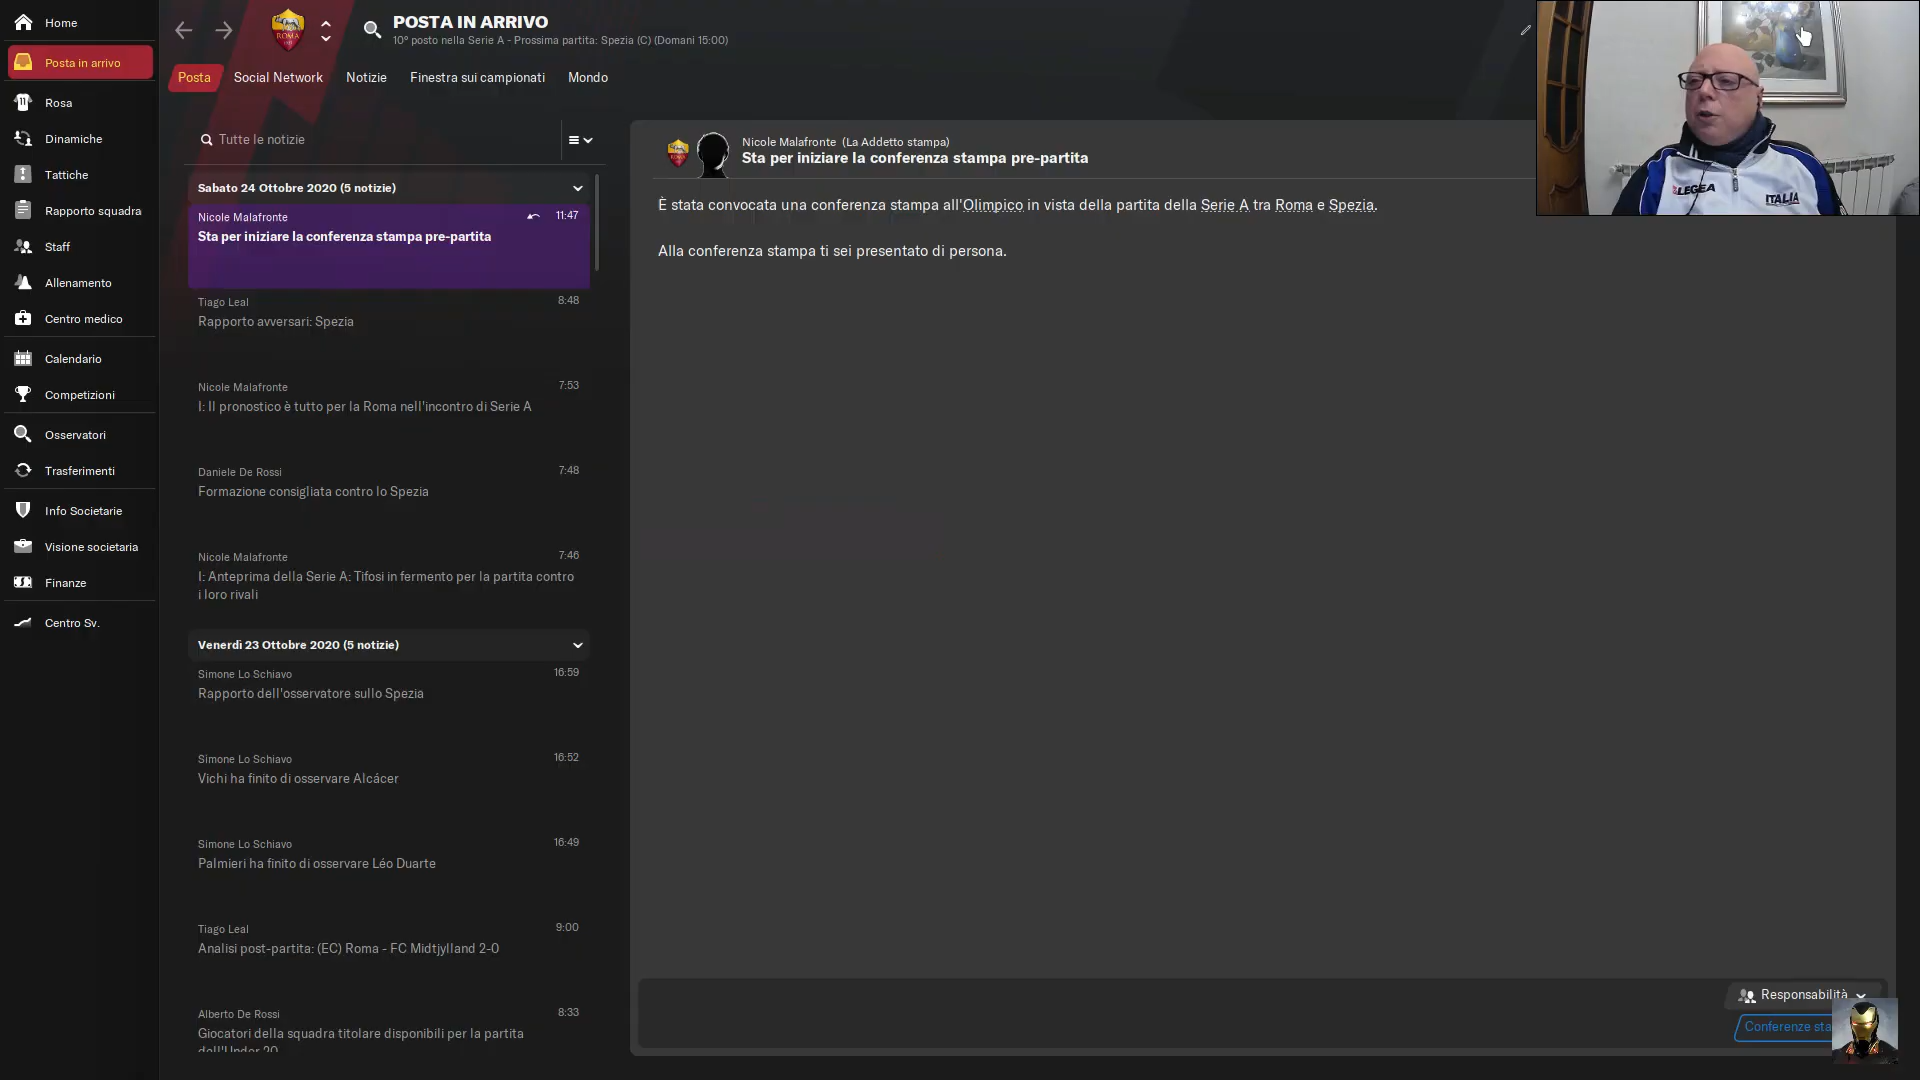 Home
Posta in arrivo
Rosa
Dinamiche
Tattiche
Rapporto squadra
Staff
Allenamento
Centro medico
Calendario
Competizioni
Osservatori
Trasferimenti
Info Societarie
Visione societaria
Finanze
Centro Sv.
ROMA
POSTA IN ARRIVO
10° posto nella Serie A - Prossima partita: Spezia (C) (Domani 15:00)
Posta
Social Network
Notizie
Finestra sui campionati
Mondo
Tutte le notizie
Sabato 24 Ottobre 2020 (5 notizie)
Nicole Malafronte 11:47
Sta per iniziare la conferenza stampa pre-partita
Tiago Leal 8:48
Rapporto avversari: Spezia
Nicole Malafronte 7:53
I: Il pronostico è tutto per la Roma nell'incontro di Serie A
Daniele De Rossi 7:48
Formazione consigliata contro lo Spezia
Nicole Malafronte 7:46
I: Anteprima della Serie A: Tifosi in fermento per la partita contro
i loro rivali
Venerdì 23 Ottobre 2020 (5 notizie)
Simone Lo Schiavo 16:59
Rapporto dell'osservatore sullo Spezia
Simone Lo Schiavo 16:52
Vichi ha finito di osservare Alcácer
Simone Lo Schiavo 16:49
Palmieri ha finito di osservare Léo Duarte
Tiago Leal 9:00
Analisi post-partita: (EC) Roma - FC Midtjylland 2-0
Alberto De Rossi 8:33
Giocatori della squadra titolare disponibili per la partita
dell'Under 20
Nicole Malafronte (La Addetto stampa)
Sta per iniziare la conferenza stampa pre-partita
È stata convocata una conferenza stampa all'Olimpico in vista della partita della Serie A tra Roma e Spezia.
Alla conferenza stampa ti sei presentato di persona.
LEGEA
ITALIA
Responsabilità
Conferenze sta